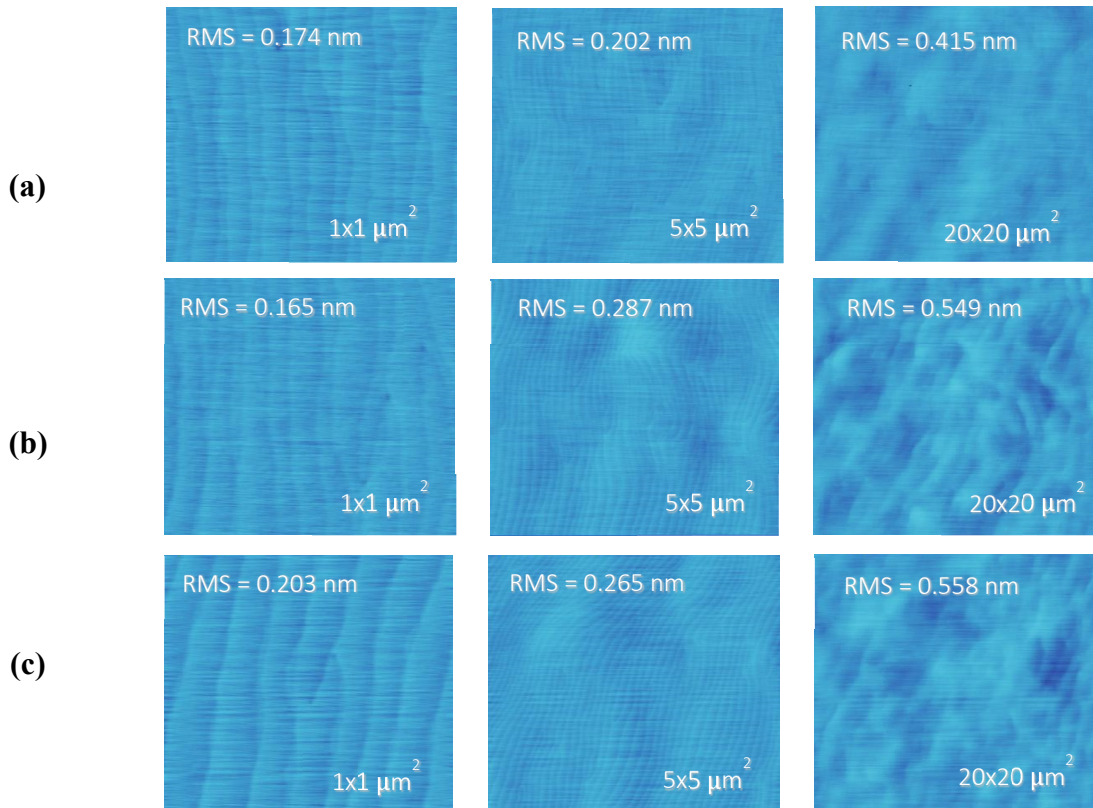 RMS = 0.174 nm
RMS = 0.202 nm
RMS = 0.415 nm
(a)
1x1 μm²
5x5 μm²
20x20 μm²
RMS = 0.165 nm
RMS = 0.287 nm
RMS = 0.549 nm
(b)
1x1 μm²
5x5 μm²
20x20 μm²
RMS = 0.203 nm
RMS = 0.265 nm
RMS = 0.558 nm
(c)
1x1 μm²
5x5 μm²
20x20 μm²